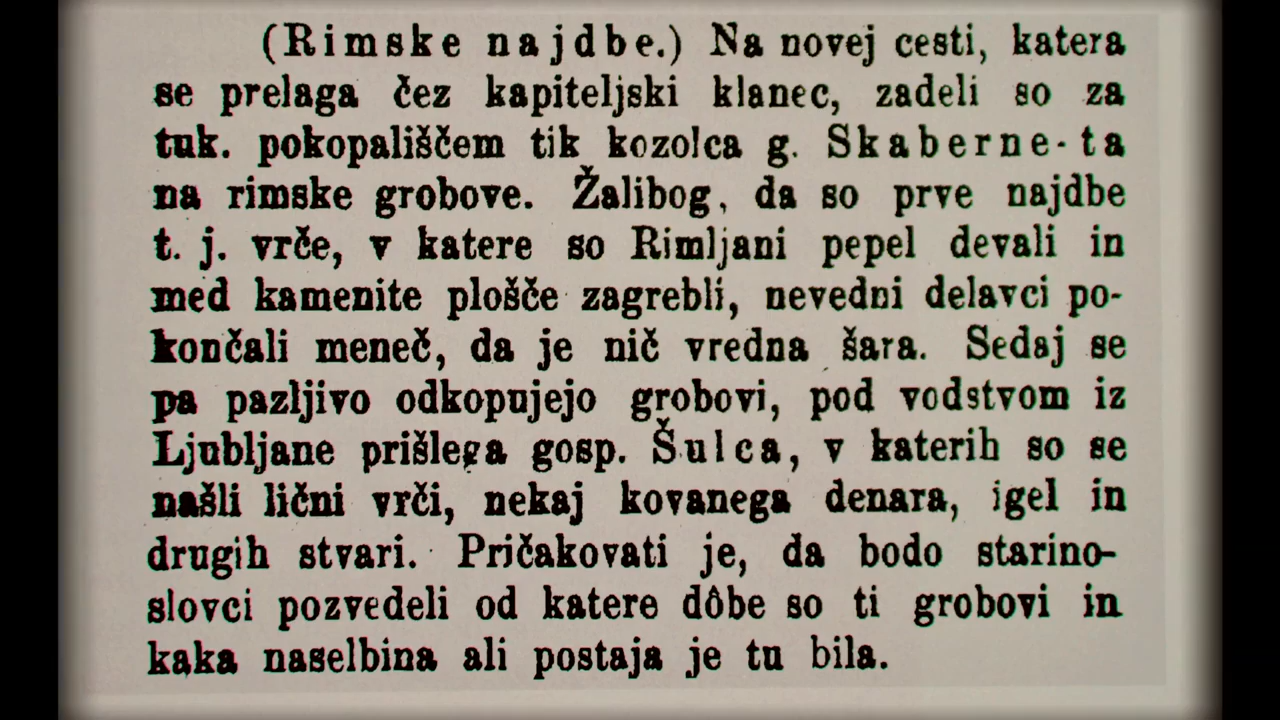 (Rimske najdbe.) Na novej cesti, katera
se prelaga čez kapiteljski klanec, zadeli so za
tuk. pokopališčem tik kozolca g. Skaberne-ta
na rimske grobove. Žalibog, da so prve najdbe
t. j. vrče, v katere so Rimljani pepel devali in
med kamenite plošče zagrebli, nevedni delavci po-
končali meneč, da je nič vredna šara. Sedaj se
pa pazljivo odkopujejo grobovi, pod vodstvom iz
Ljubljane prišlega gosp. Šulca, v katerih so se
našli lični vrči, nekaj kovanega denara, igel in
drugih stvari. Pričakovati je, da bodo starino-
slovci pozvedeli od katere dôbe so ti grobovi in
kaka naselbina ali postaja je tu bila.